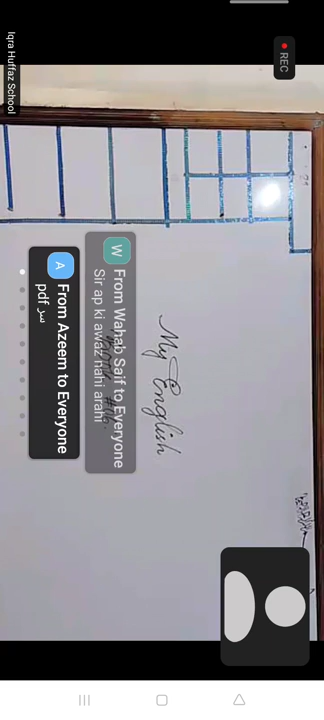 REC
Iqra Huffaz School
My English
W From Wahab Saif to Everyone
Sir ap ki awaz nahi arahi
A From Azeem to Everyone
سر pdf